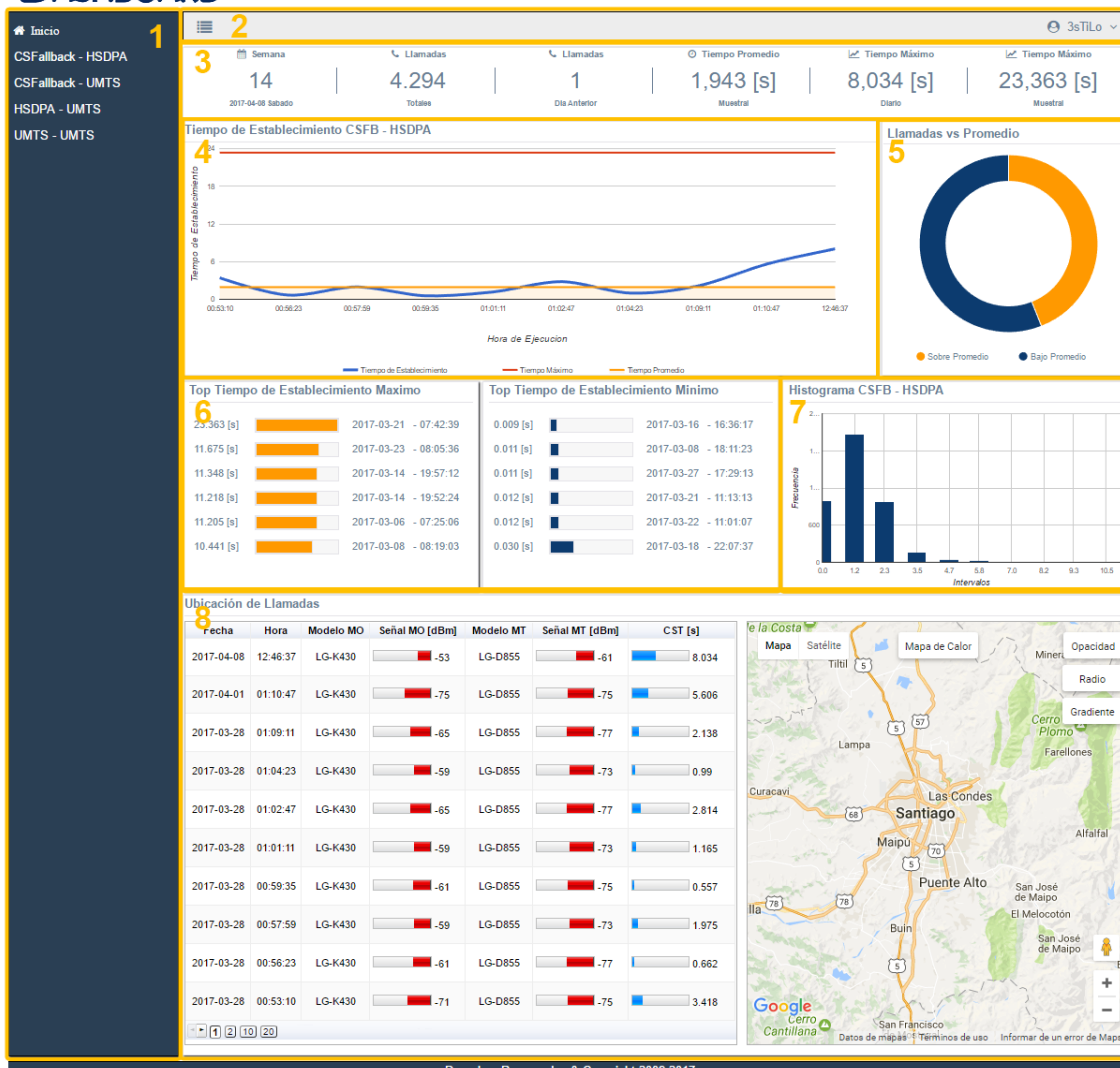 DASHBOARD
1
Inicio
CSFallback - HSDPA
CSFallback - UMTS
HSDPA - UMTS
UMTS - UMTS
2
3sTiLo
3
Semana
14
2017-04-08 Sabado
Llamadas
4.294
Totales
Llamadas
1
Dia Anterior
Tiempo Promedio
1,943 [s]
Muestral
Tiempo Máximo
8,034 [s]
Diario
Tiempo Máximo
23,363 [s]
Muestral
Tiempo de Establecimiento CSFB - HSDPA
4
Tiempo de Establecimiento
24
18
12
6
0
00:53:10 00:56:23 00:57:59 00:59:35 01:01:11 01:02:47 01:04:23 01:09:11 01:10:47 12:46:37
Hora de Ejecucion
Tiempo de Establecimiento Tiempo Máximo Tiempo Promedio
Llamadas vs Promedio
5
Sobre Promedio Bajo Promedio
Top Tiempo de Establecimiento Maximo
6
23.363 [s] 2017-03-21 - 07:42:39
11.675 [s] 2017-03-23 - 08:05:36
11.348 [s] 2017-03-14 - 19:57:12
11.218 [s] 2017-03-14 - 19:52:24
11.205 [s] 2017-03-06 - 07:25:06
10.441 [s] 2017-03-08 - 08:19:03
Top Tiempo de Establecimiento Minimo
0.009 [s] 2017-03-16 - 16:36:17
0.011 [s] 2017-03-08 - 18:11:23
0.011 [s] 2017-03-27 - 17:29:13
0.012 [s] 2017-03-21 - 11:13:13
0.012 [s] 2017-03-22 - 11:01:07
0.030 [s] 2017-03-18 - 22:07:37
Histograma CSFB - HSDPA
7
Frecuencia
2...
1...
1...
600
0
0.0 1.2 2.3 3.5 4.7 5.8 7.0 8.2 9.3 10.5
Intervalos
Ubicación de Llamadas
8
Fecha Hora Modelo MO Señal MO [dBm] Modelo MT Señal MT [dBm] CST [s]
2017-04-08 12:46:37 LG-K430 -53 LG-D855 -61 8.034
2017-04-01 01:10:47 LG-K430 -75 LG-D855 -75 5.606
2017-03-28 01:09:11 LG-K430 -65 LG-D855 -77 2.138
2017-03-28 01:04:23 LG-K430 -59 LG-D855 -73 0.99
2017-03-28 01:02:47 LG-K430 -65 LG-D855 -77 2.814
2017-03-28 01:01:11 LG-K430 -59 LG-D855 -73 1.165
2017-03-28 00:59:35 LG-K430 -61 LG-D855 -75 0.557
2017-03-28 00:57:59 LG-K430 -59 LG-D855 -73 1.975
2017-03-28 00:56:23 LG-K430 -61 LG-D855 -77 0.662
2017-03-28 00:53:10 LG-K430 -71 LG-D855 -75 3.418
1 2 10 20
e la Costa
Mapa Satélite Mapa de Calor Opacidad
Radio
Gradiente
Tiltil
5
Minera
5
57
Cerro
Plomo
Lampa
Farellones
Curacavi
68
Las Condes
Santiago
Maipú
70
Alfalfal
5
Puente Alto
78
78
lla
San José
de Maipo
El Melocotón
Buin
San José
de Maipo
5
Google
Cerro
Cantillana
San Francisco
Datos de mapas Términos de uso Informar de un error de Maps